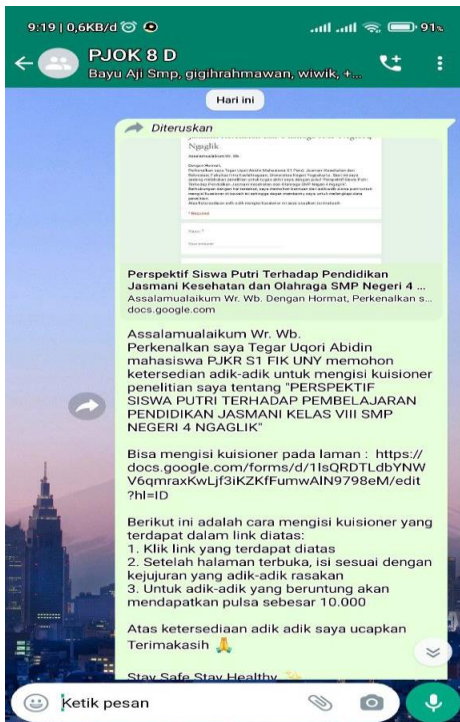 9:19 | 0,6KB/d
91%
PJOK 8 D
Bayu Aji Smp, gigihrahmawan, wiwik, +...
Hari ini
Diteruskan
Ngaglik
Assalamualaikum Wr. Wb.
Dengan Hormat,
* Required
Perspektif Siswa Putri Terhadap Pendidikan
Jasmani Kesehatan dan Olahraga SMP Negeri 4 ...
Assalamualaikum Wr. Wb. Dengan Hormat, Perkenalkan s...
docs.google.com
Assalamualaikum Wr. Wb.
Perkenalkan saya Tegar Uqori Abidin
mahasiswa PJKR S1 FIK UNY memohon
ketersedian adik-adik untuk mengisi kuisioner
penelitian saya tentang "PERSPEKTIF
SISWA PUTRI TERHADAP PEMBELAJARAN
PENDIDIKAN JASMANI KELAS VIII SMP
NEGERI 4 NGAGLIK"
Bisa mengisi kuisioner pada laman : https://
docs.google.com/forms/d/1IsQRDTLdbYNW
V6qmraxKwLjf3iKZKfFumwAlN9798eM/edit
?hl=ID
Berikut ini adalah cara mengisi kuisioner yang
terdapat dalam link diatas:
1. Klik link yang terdapat diatas
2. Setelah halaman terbuka, isi sesuai dengan
kejujuran yang adik-adik rasakan
3. Untuk adik-adik yang beruntung akan
mendapatkan pulsa sebesar 10.000
Atas ketersediaan adik adik saya ucapkan
Terimakasih 🙏
Stay Safe Stay Healthy
Ketik pesan